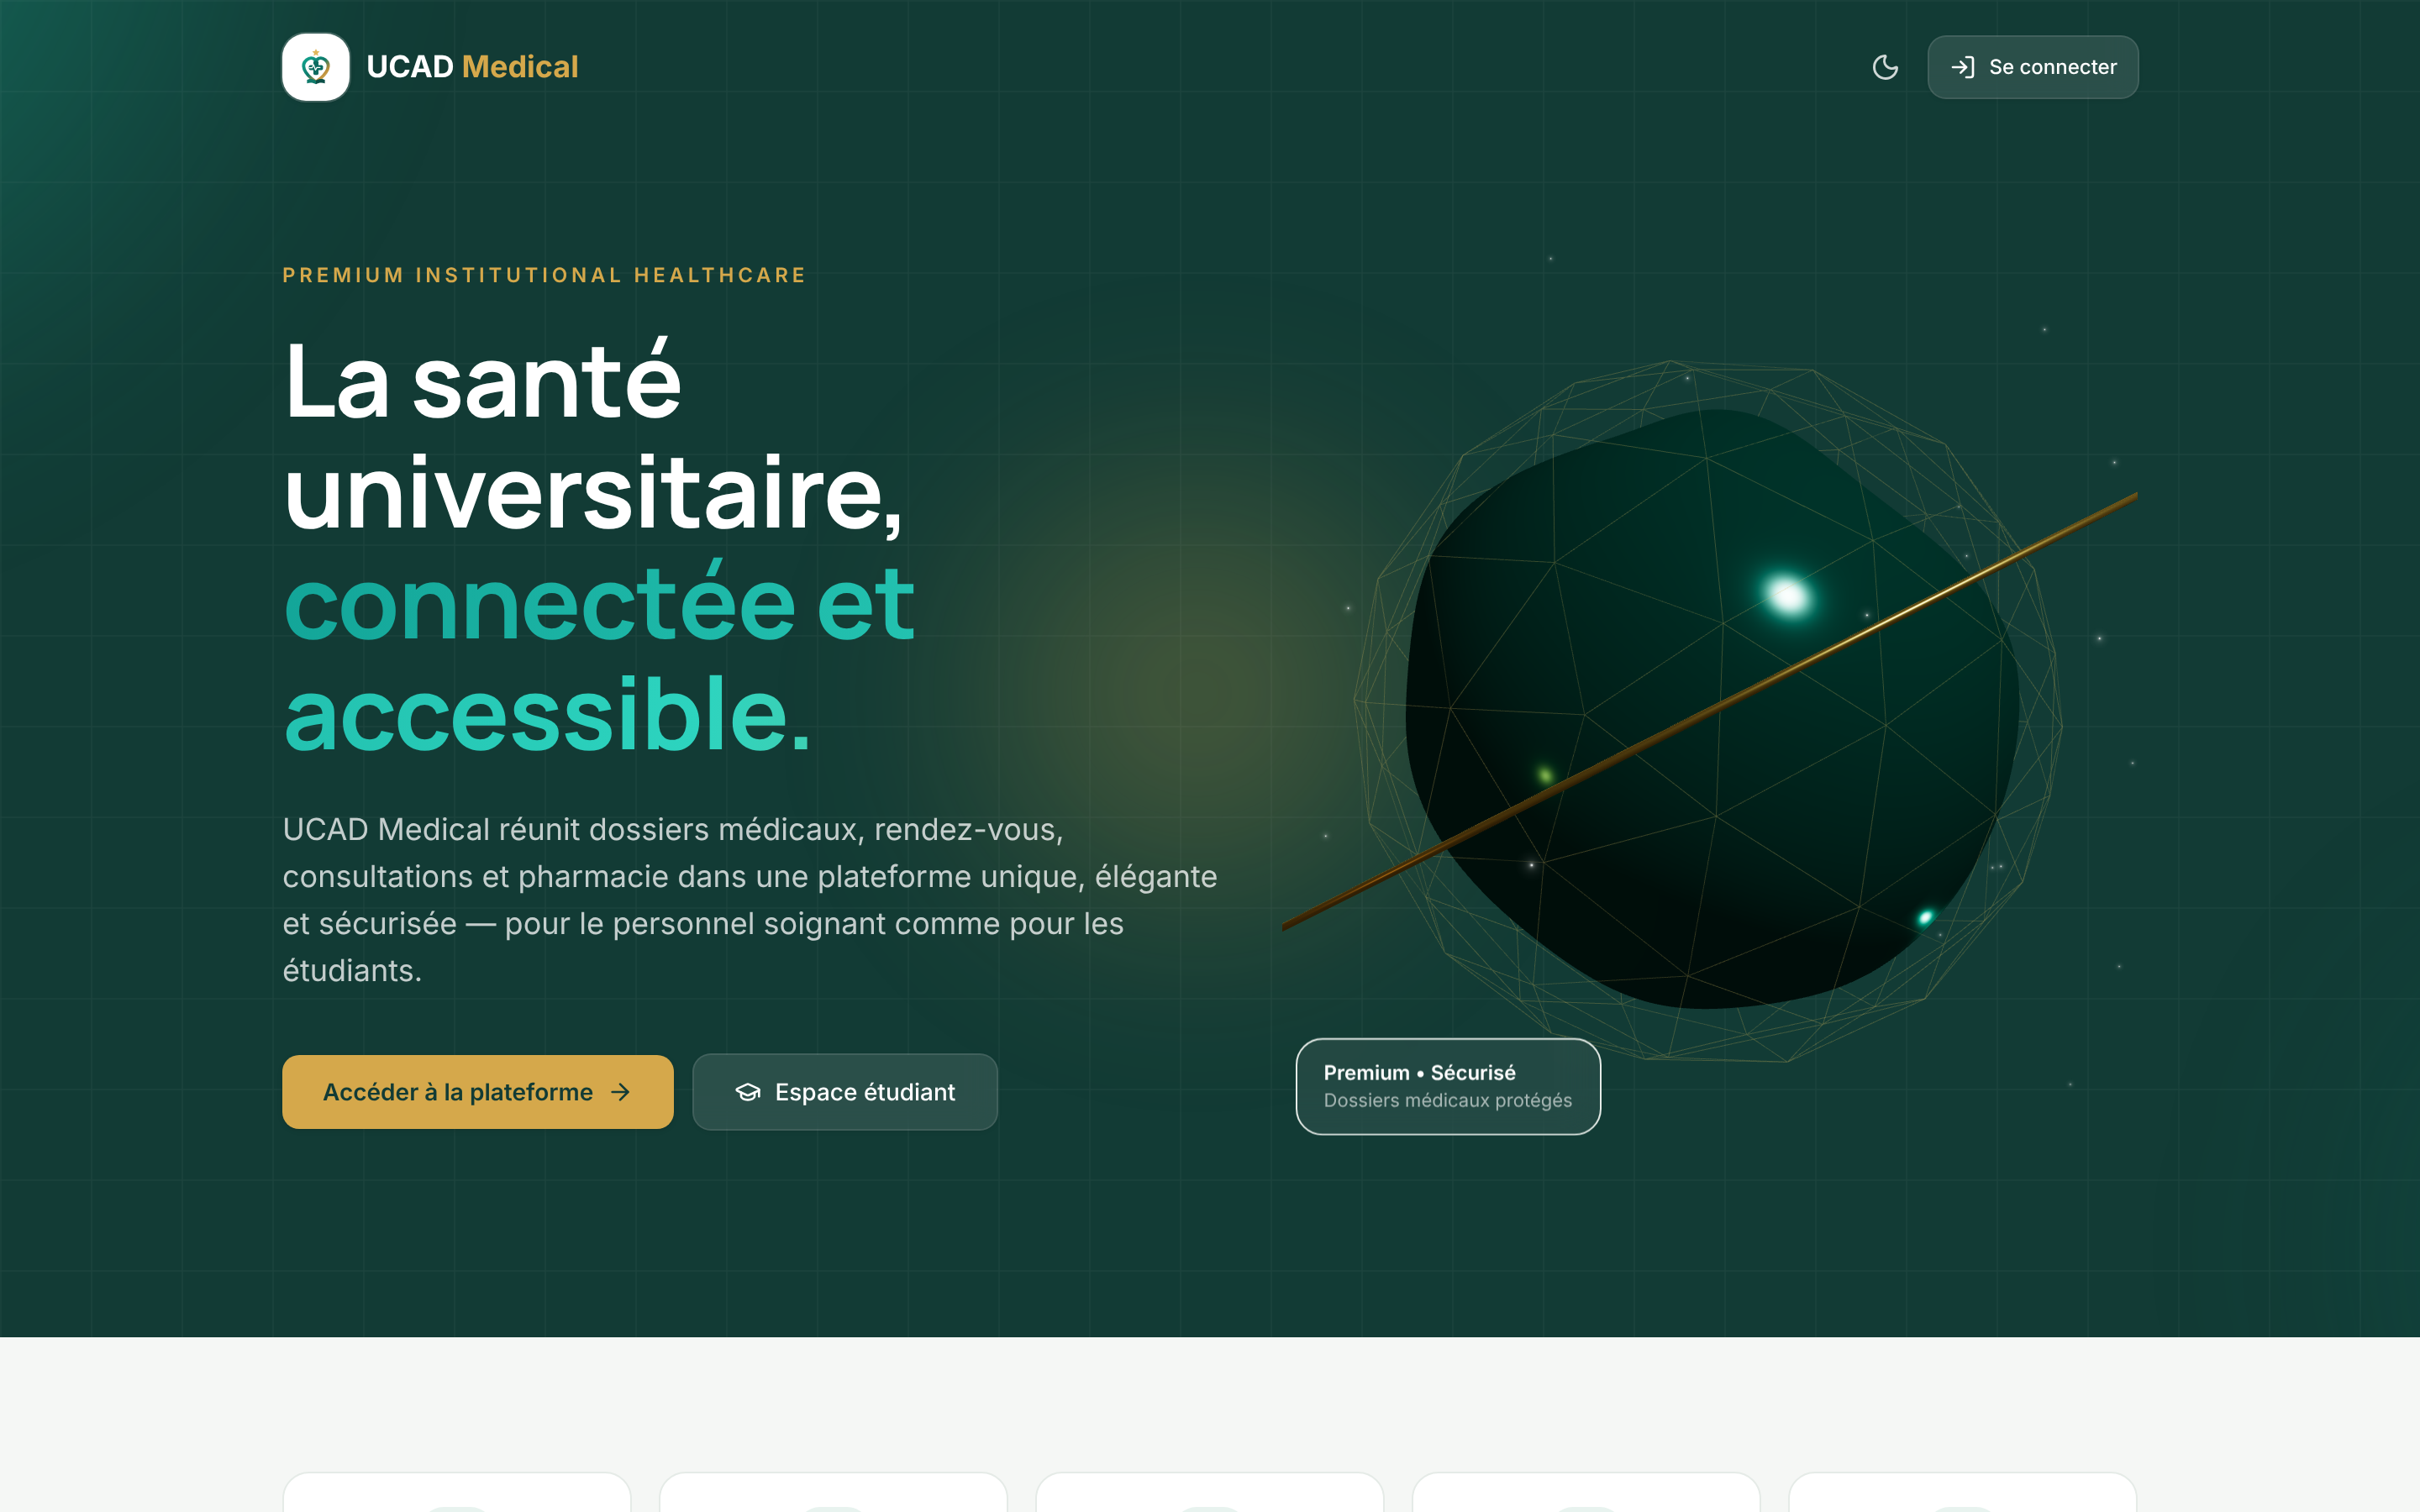 UCAD Medical
Se connecter
PREMIUM INSTITUTIONAL HEALTHCARE
La santé
universitaire,
connectée et
accessible.
UCAD Medical réunit dossiers médicaux, rendez-vous,
consultations et pharmacie dans une plateforme unique, élégante
et sécurisée — pour le personnel soignant comme pour les
étudiants.
Accéder à la plateforme
Espace étudiant
Premium • Sécurisé
Dossiers médicaux protégés